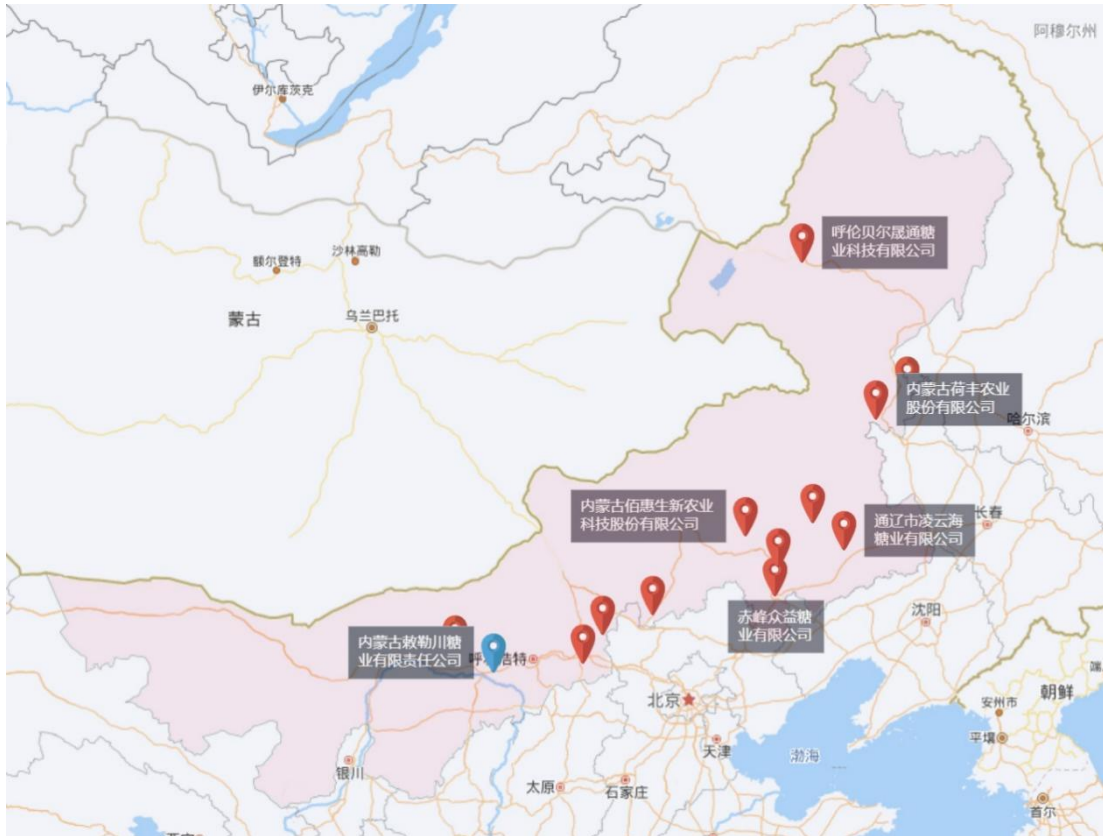 阿穆尔州
伊尔库茨克
呼伦贝尔晟通糖
业科技有限公司
沙林高勒
额尔登特
蒙古
乌兰巴托
内蒙古荷丰农业
股份有限公司
哈尔滨
内蒙古佰惠生新农业
科技股份有限公司
通辽市凌云海
糖业有限公司
长春
赤峰众益糖
业有限公司
沈阳
内蒙古敕勒川糖
业有限责任公司
呼和浩特
北京
天津
渤海
朝鲜
安州市
平壤
银川
太原
石家庄
首尔